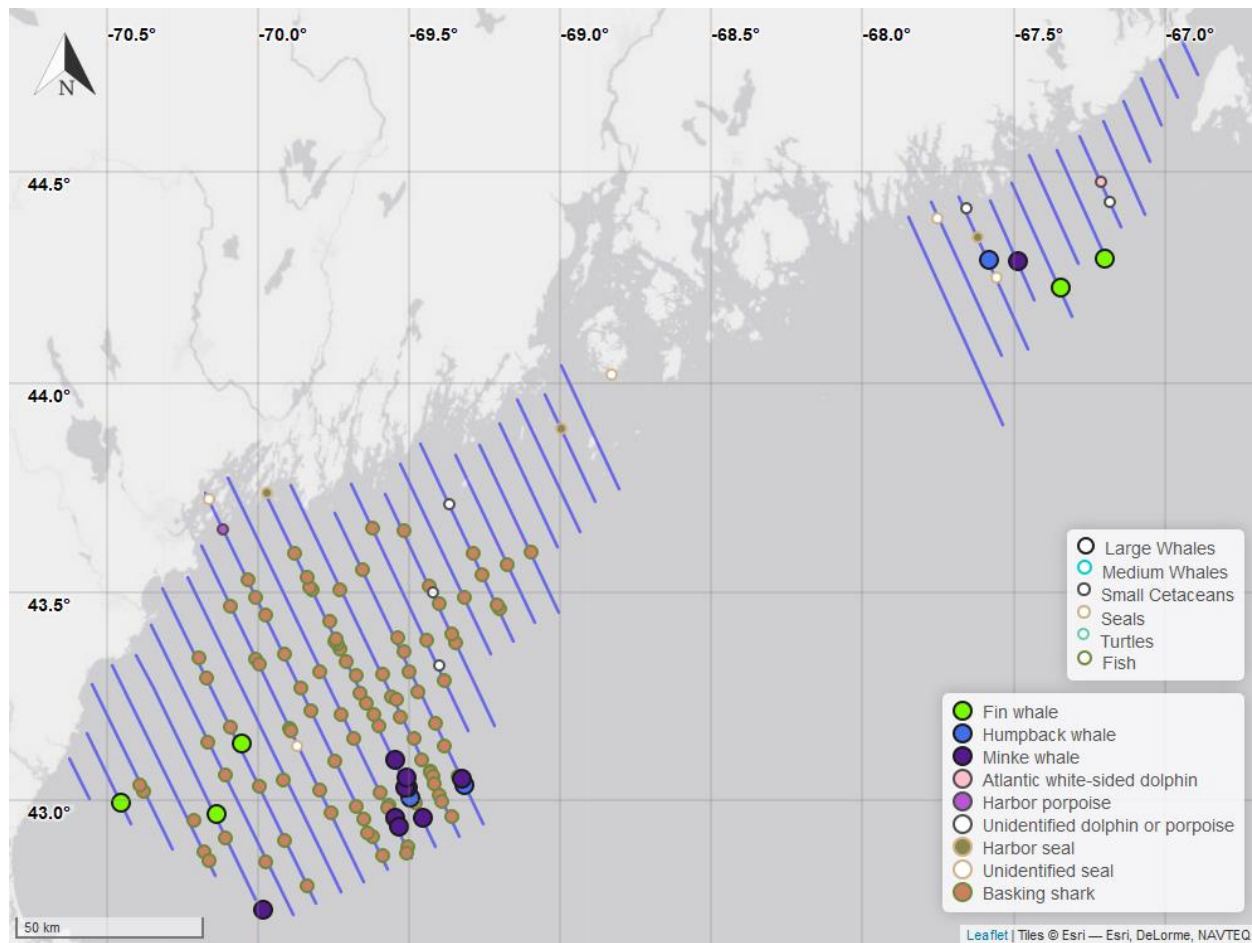 -70.5° -70.0° -69.5° -69.0° -68.5° -68.0° -67.5° -67.0°
N
44.5°
44.0°
43.5°
43.0°
Large Whales
Medium Whales
Small Cetaceans
Seals
Turtles
Fish
Fin whale
Humpback whale
Minke whale
Atlantic white-sided dolphin
Harbor porpoise
Unidentified dolphin or porpoise
Harbor seal
Unidentified seal
Basking shark
50 km
Leaflet | Tiles © Esri — Esri, DeLorme, NAVTEQ